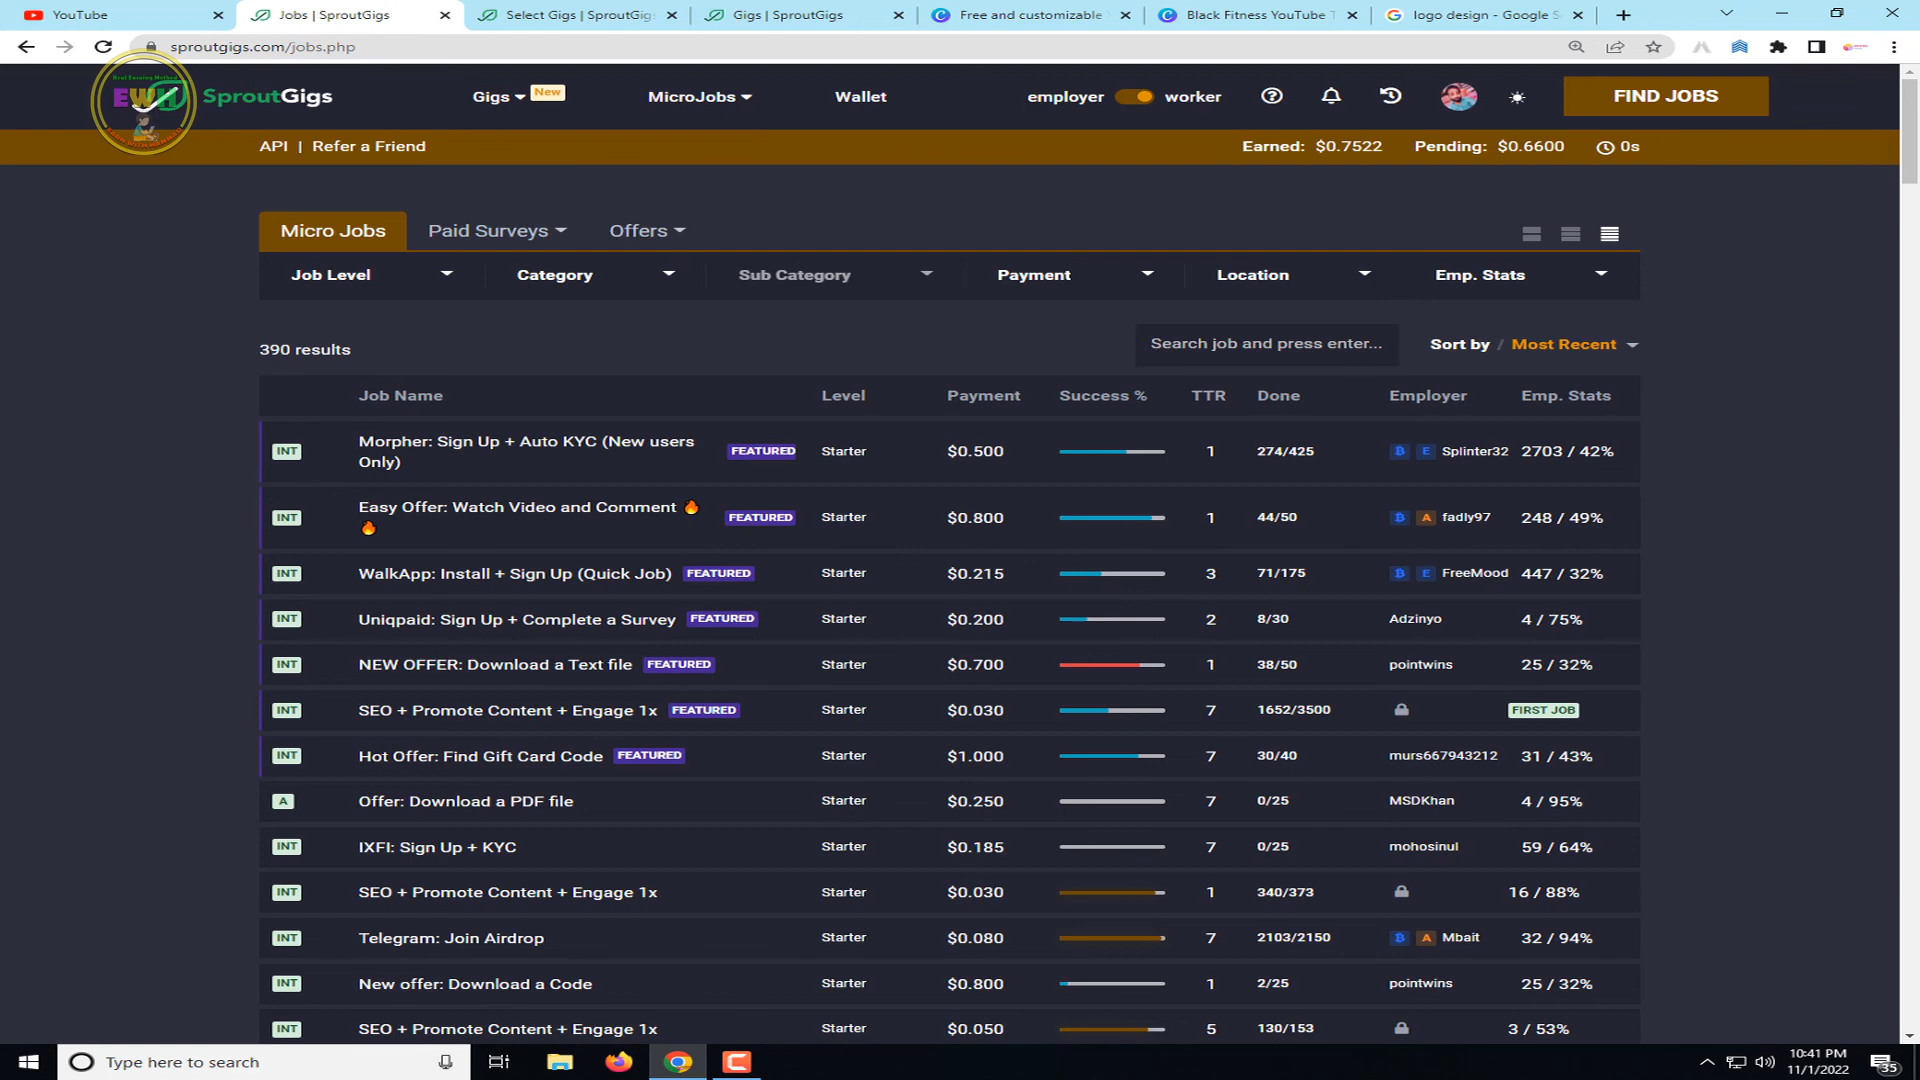 YouTube
Jobs | SproutGigs
Select Gigs | SproutGigs
Gigs | SproutGigs
Free and customizable
Black Fitness YouTube T
logo design - Google S
sproutgigs.com/jobs.php
Real Earning Method
EWH
EARN WITH HAMMAD
SproutGigs
Gigs
New
MicroJobs
Wallet
employer
worker
FIND JOBS
API | Refer a Friend
Earned: $0.7522
Pending: $0.6600
0s
Micro Jobs
Paid Surveys
Offers
Job Level
Category
Sub Category
Payment
Location
Emp. Stats
390 results
Search job and press enter...
Sort by / Most Recent
Job Name Level Payment Success % TTR Done Employer Emp. Stats
INT Morpher: Sign Up + Auto KYC (New users Only) FEATURED Starter $0.500 1 274/425 B E Splinter32 2703 / 42%
INT Easy Offer: Watch Video and Comment 🔥🔥 FEATURED Starter $0.800 1 44/50 B A fadly97 248 / 49%
INT WalkApp: Install + Sign Up (Quick Job) FEATURED Starter $0.215 3 71/175 B E FreeMood 447 / 32%
INT Uniqpaid: Sign Up + Complete a Survey FEATURED Starter $0.200 2 8/30 Adzinyo 4 / 75%
INT NEW OFFER: Download a Text file FEATURED Starter $0.700 1 38/50 pointwins 25 / 32%
INT SEO + Promote Content + Engage 1x FEATURED Starter $0.030 7 1652/3500 FIRST JOB
INT Hot Offer: Find Gift Card Code FEATURED Starter $1.000 7 30/40 murs667943212 31 / 43%
A Offer: Download a PDF file Starter $0.250 7 0/25 MSDKhan 4 / 95%
INT IXFI: Sign Up + KYC Starter $0.185 7 0/25 mohosinul 59 / 64%
INT SEO + Promote Content + Engage 1x Starter $0.030 1 340/373 16 / 88%
INT Telegram: Join Airdrop Starter $0.080 7 2103/2150 B A Mbait 32 / 94%
INT New offer: Download a Code Starter $0.800 1 2/25 pointwins 25 / 32%
INT SEO + Promote Content + Engage 1x Starter $0.050 5 130/153 3 / 53%
Type here to search
10:41 PM
11/1/2022
35